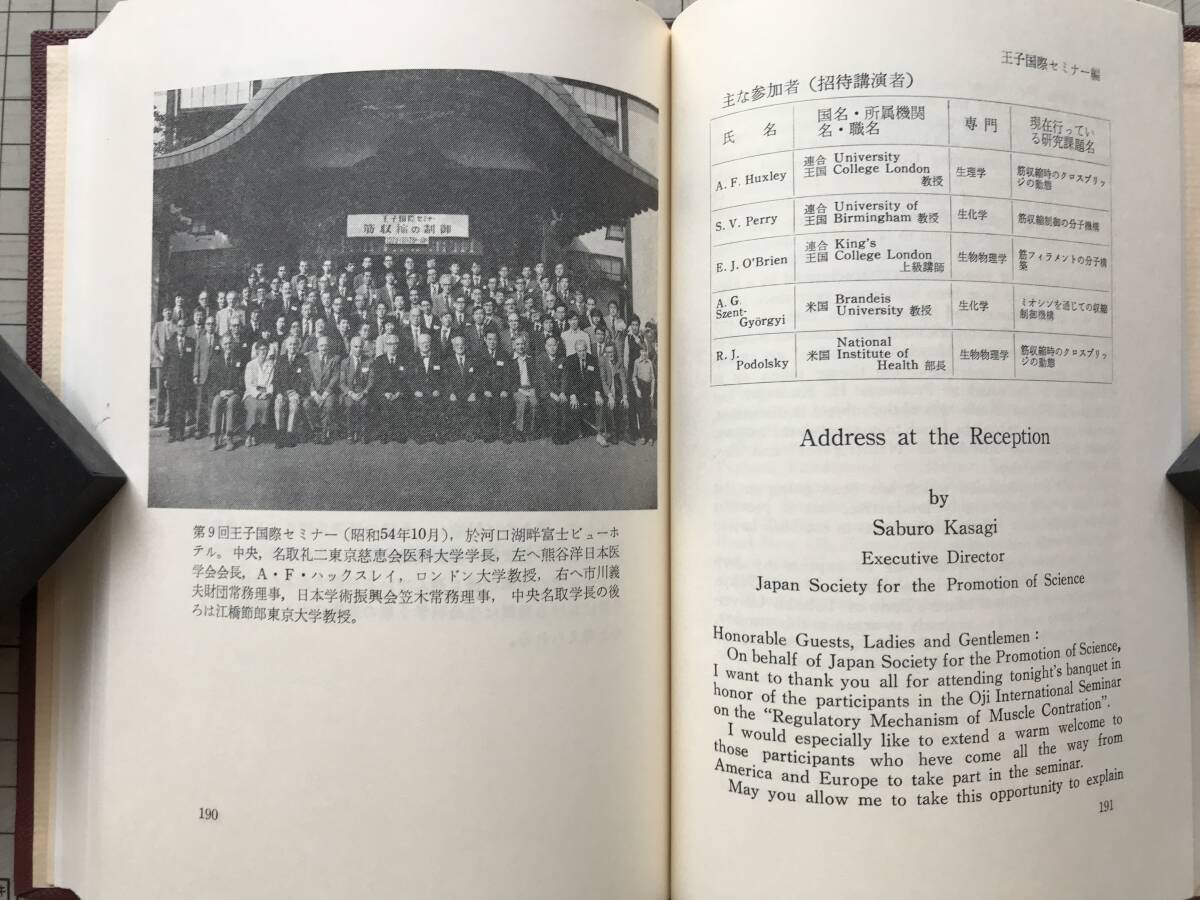 王子国際セミナー
筋収縮の制御
第9回王子国際セミナー(昭和54年10月),於河口湖畔富士ビューホ
テル。中央,名取礼二東京慈恵会医科大学学長,左へ熊谷洋日本医
学会会長,A・F・ハックスレイ,ロンドン大学教授,右へ市川義
夫財団常務理事,日本学術振興会笠木常務理事,中央名取学長の後
ろは江橋節郎東京大学教授。
190
王子国際セミナー編
主な参加者(招待講演者)
氏 名 国名・所属機関名・職名 専門 現在行っている研究課題名
A. F. Huxley 連合王国 University College London 教授 生理学 筋収縮時のクロスブリッジの動態
S. V. Perry 連合王国 University of Birmingham 教授 生化学 筋収縮制御の分子機構
E. J. O'Brien 連合王国 King's College London 上級講師 生物物理学 筋フィラメントの分子構築
A. G. Szent-Györgyi 米国 Brandeis University 教授 生化学 ミオシンを通じての収縮制御機構
R. J. Podolsky 米国 National Institute of Health 部長 生物物理学 筋収縮時のクロスブリッジの動態
Address at the Reception
by
Saburo Kasagi
Executive Director
Japan Society for the Promotion of Science
Honorable Guests, Ladies and Gentlemen:
On behalf of Japan Society for the Promotion of Science,
I want to thank you all for attending tonight's banquet in
honor of the participants in the Oji International Seminar
on the "Regulatory Mechanism of Muscle Contration".
I would especially like to extend a warm welcome to
those participants who heve come all the way from
America and Europe to take part in the seminar.
May you allow me to take this opportunity to explain
191